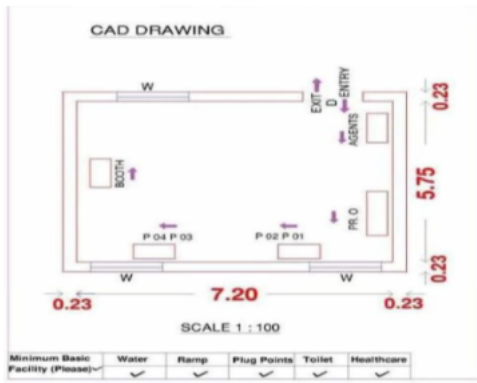 CAD DRAWING
W
EXIT
D
ENTRY
0.23
AGENTS
BOOTH
5.75
PR. O
P 04 P 03
P 02 P 01
W
W
0.23
0.23
7.20
0.23
SCALE 1 : 100
Minimum Basic Facility (Please)✓
Water
Ramp
Plug Points
Toilet
Healthcare
✓ ✓ ✓ ✓ ✓